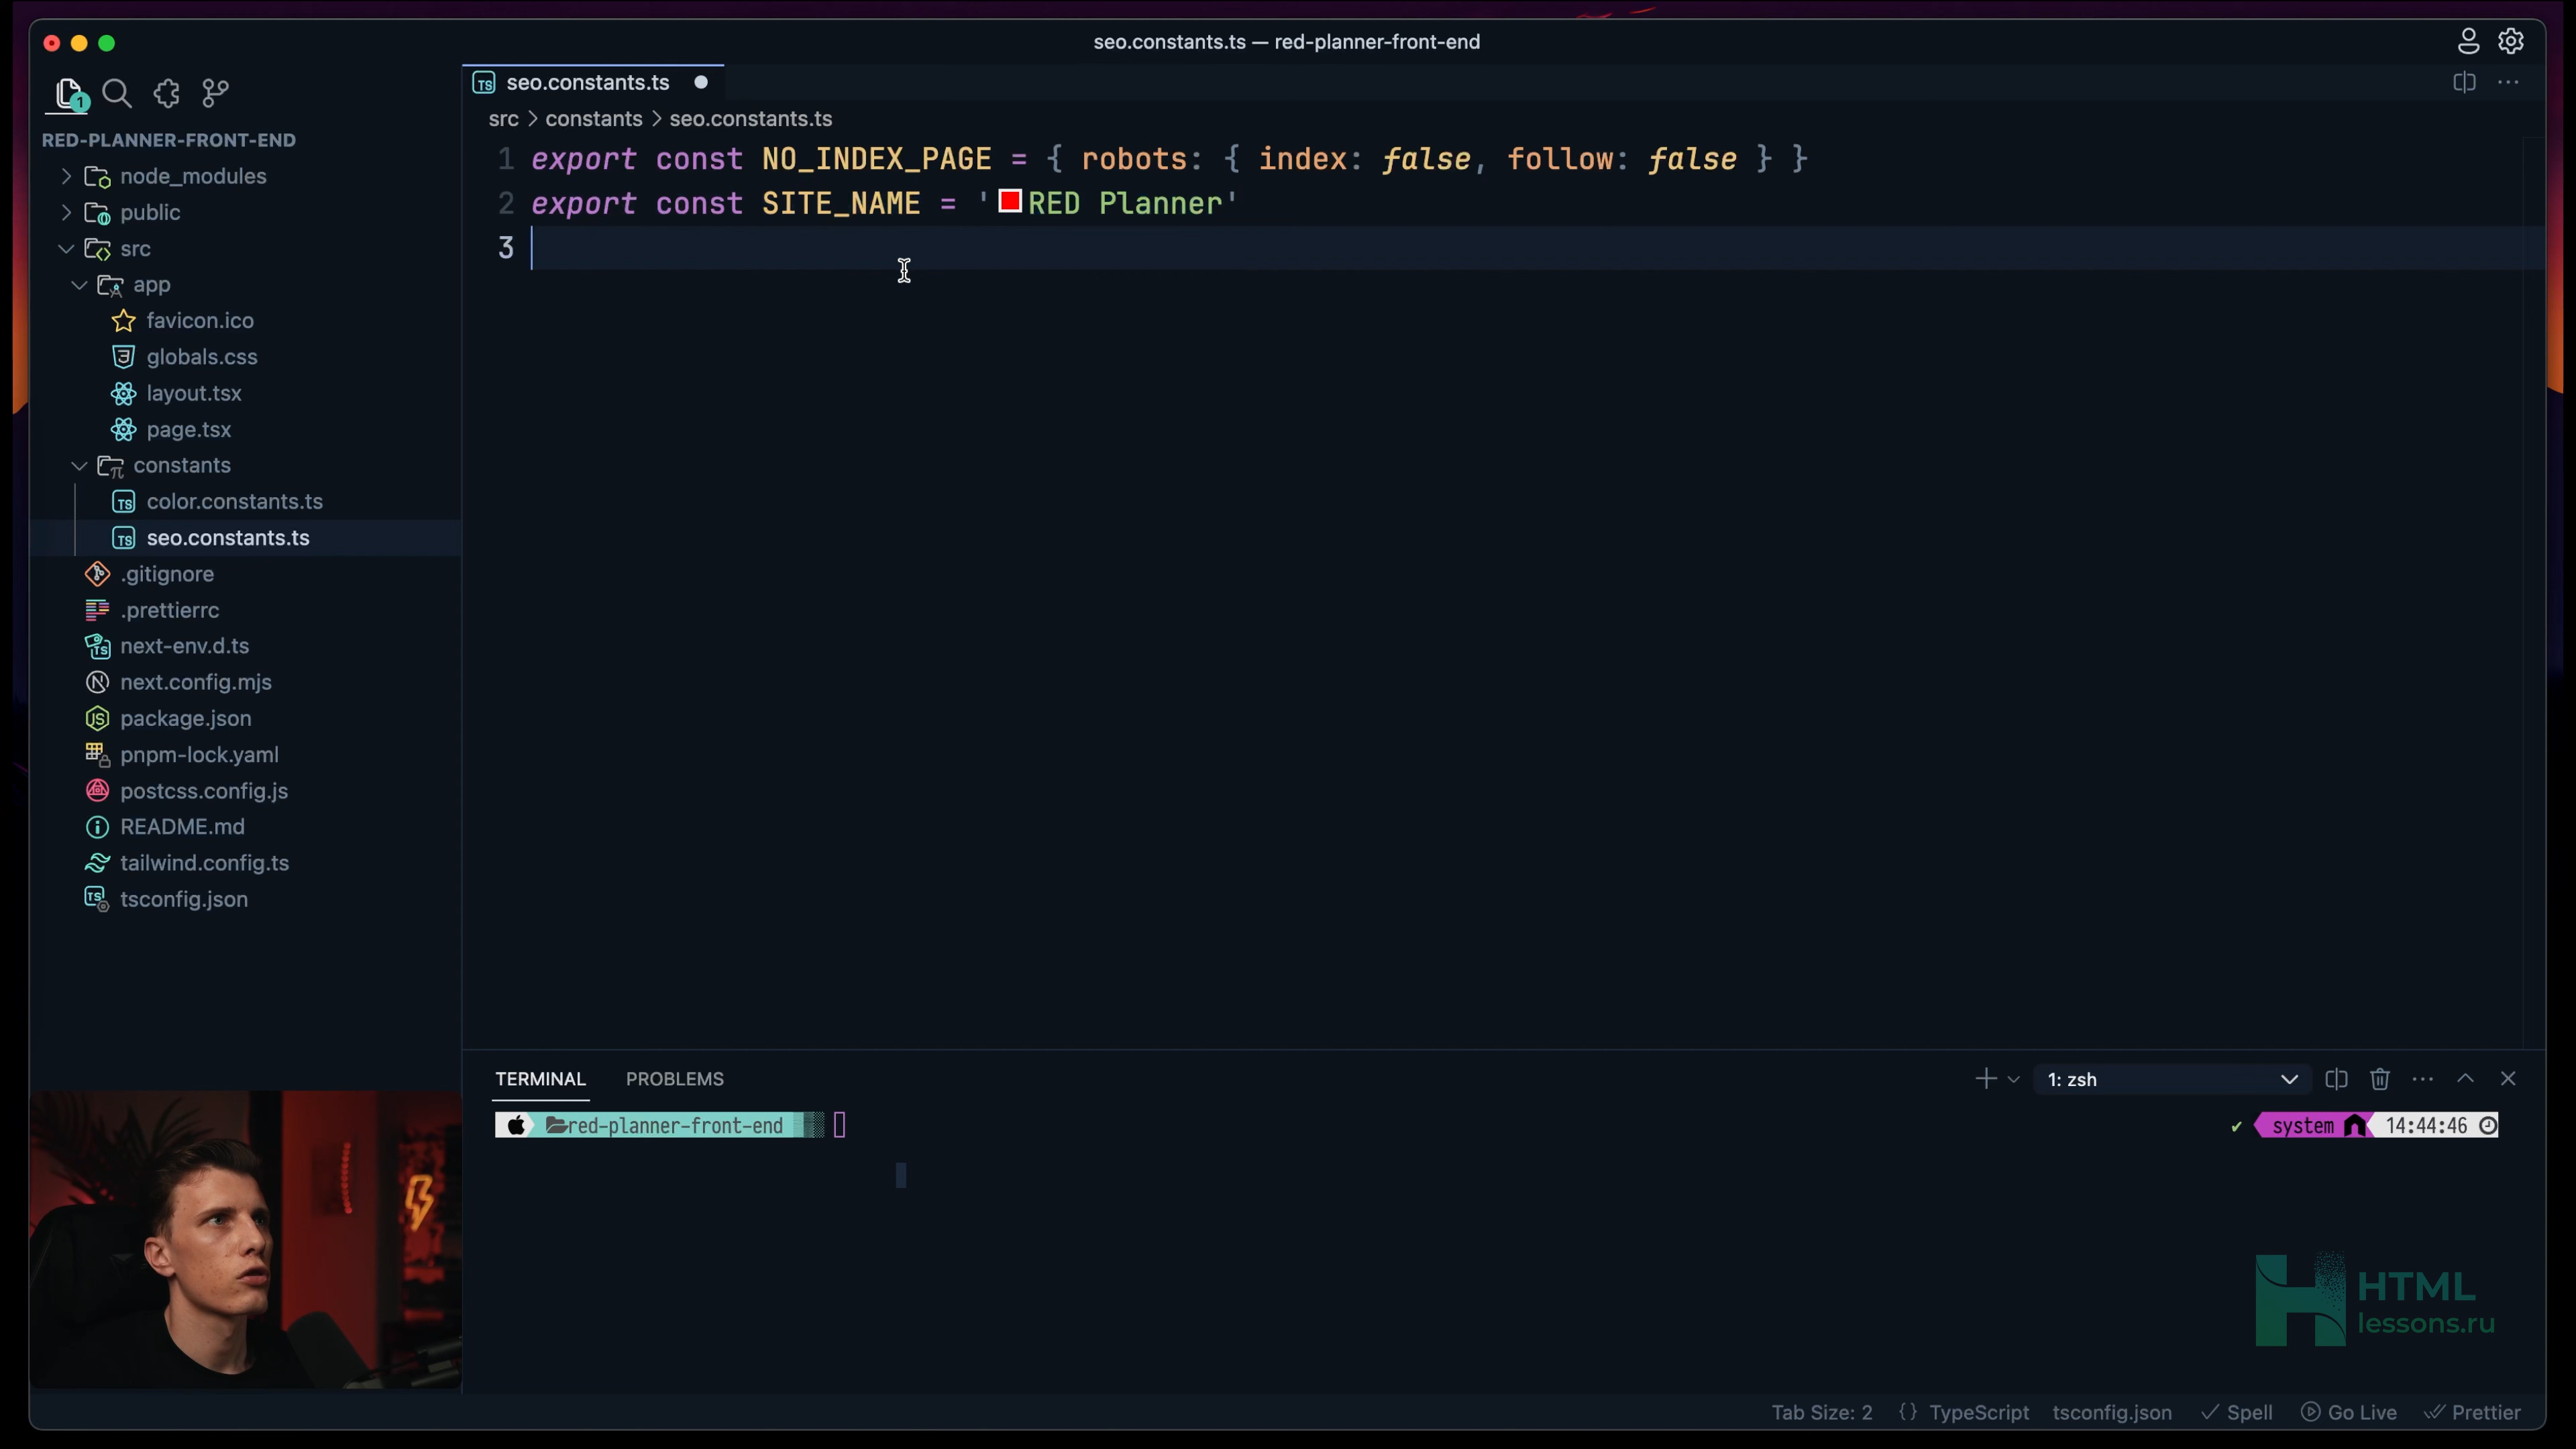 seo.constants.ts — red-planner-front-end
1
RED-PLANNER-FRONT-END
node_modules
public
src
app
favicon.ico
globals.css
layout.tsx
page.tsx
constants
color.constants.ts
seo.constants.ts
.gitignore
.prettierrc
next-env.d.ts
next.config.mjs
package.json
pnpm-lock.yaml
postcss.config.js
README.md
tailwind.config.ts
tsconfig.json
seo.constants.ts
src > constants > seo.constants.ts
1 export const NO_INDEX_PAGE = { robots: { index: false, follow: false } }
2 export const SITE_NAME = 'RED Planner'
3
TERMINAL PROBLEMS
1: zsh
red-planner-front-end
system 14:44:46
HTML
lessons.ru
Tab Size: 2 {} TypeScript tsconfig.json Spell Go Live Prettier